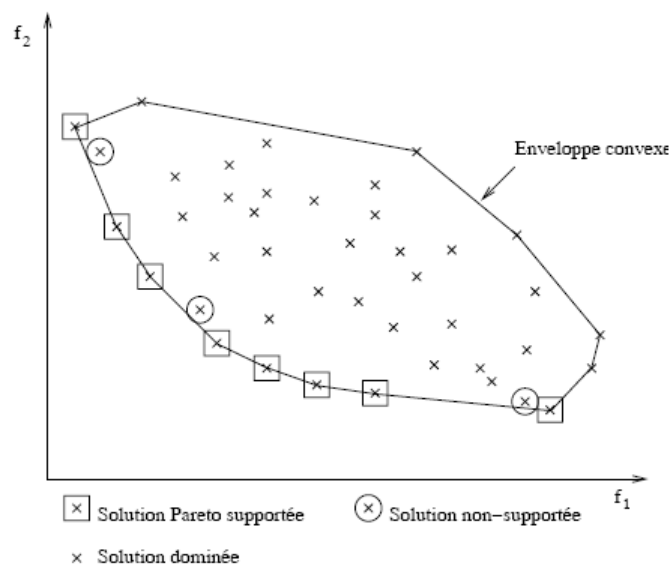 f2
Enveloppe convexe
f1
Solution Pareto supportée
Solution non-supportée
Solution dominée